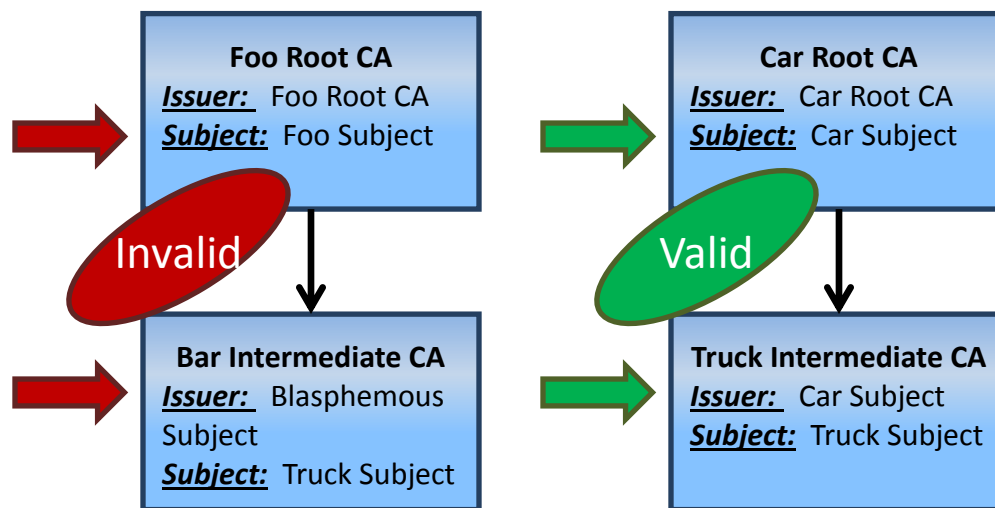 Foo Root CA
Issuer: Foo Root CA
Subject: Foo Subject
Invalid
Bar Intermediate CA
Issuer: Blasphemous
Subject
Subject: Truck Subject
Car Root CA
Issuer: Car Root CA
Subject: Car Subject
Valid
Truck Intermediate CA
Issuer: Car Subject
Subject: Truck Subject